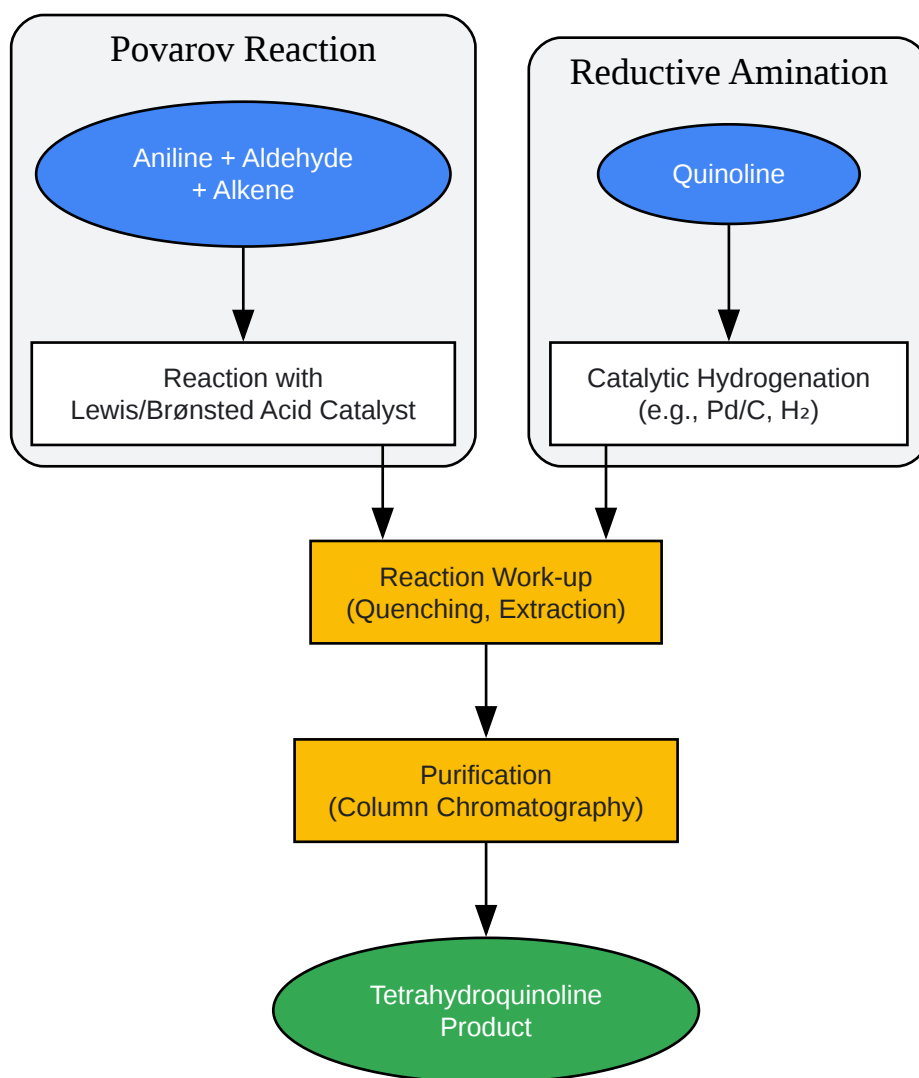 Povarov Reaction
Aniline + Aldehyde
+ Alkene
Reaction with
Lewis/Brønsted Acid Catalyst
Reductive Amination
Quinoline
Catalytic Hydrogenation
(e.g., Pd/C, H₂)
Reaction Work-up
(Quenching, Extraction)
Purification
(Column Chromatography)
Tetrahydroquinoline
Product